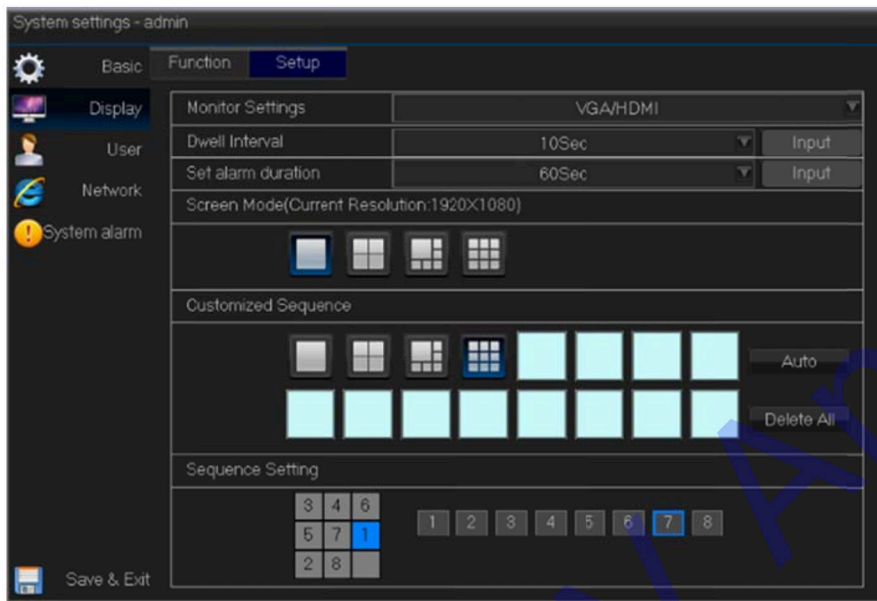 System settings - admin
Basic
Function
Setup
Display
Monitor Settings
VGA/HDMI
User
Dwell Interval
10Sec
Input
Network
Set alarm duration
60Sec
Input
Screen Mode(Current Resolution:1920X1080)
System alarm
Customized Sequence
Auto
Delete All
Sequence Setting
3 4 6
1 2 3 4 5 6 7 8
5 7 1
2 8
Save & Exit